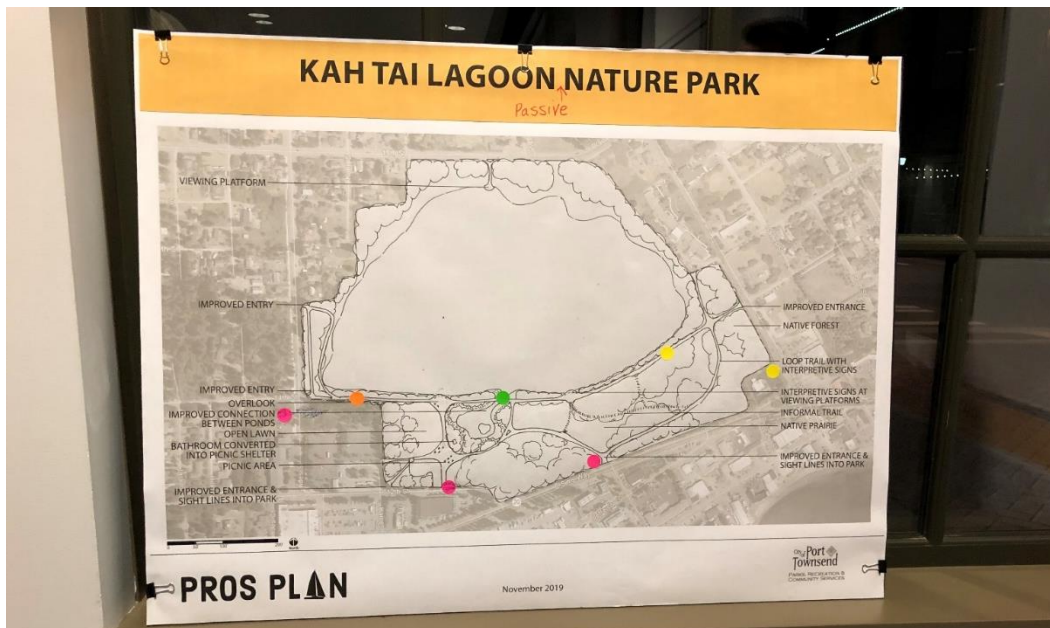 KAH TAI LAGOON NATURE PARK
Passive
VIEWING PLATFORM
IMPROVED ENTRY
IMPROVED ENTRY
OVERLOOK
IMPROVED CONNECTION
BETWEEN PONDS
OPEN LAWN
BATHROOM CONVERTED
INTO PICNIC SHELTER
PICNIC AREA
IMPROVED ENTRANCE &
SIGHT LINES INTO PARK
IMPROVED ENTRANCE
NATIVE FOREST
LOOP TRAIL WITH
INTERPRETIVE SIGNS
INTERPRETIVE SIGNS AT
VIEWING PLATFORMS
INFORMAL TRAIL
NATIVE PRAIRIE
IMPROVED ENTRANCE &
SIGHT LINES INTO PARK
PROS PLAN
November 2019
City of Port
Townsend
PARKS, RECREATION &
COMMUNITY SERVICES